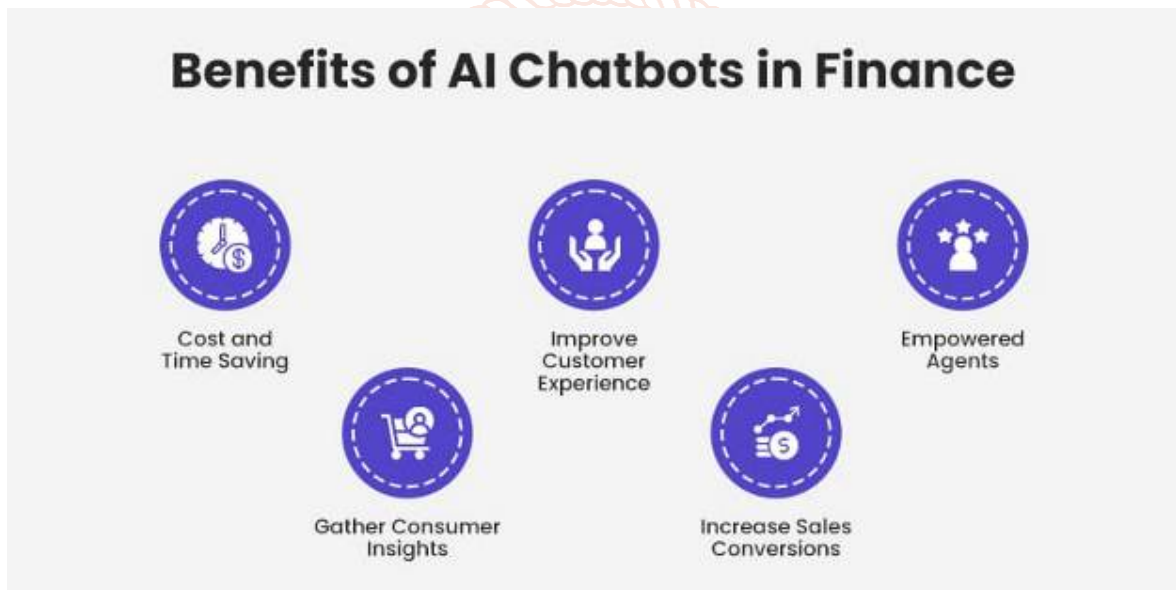 Benefits of AI Chatbots in Finance
Cost and
Time Saving
Improve
Customer
Experience
Empowered
Agents
Gather Consumer
Insights
Increase Sales
Conversions